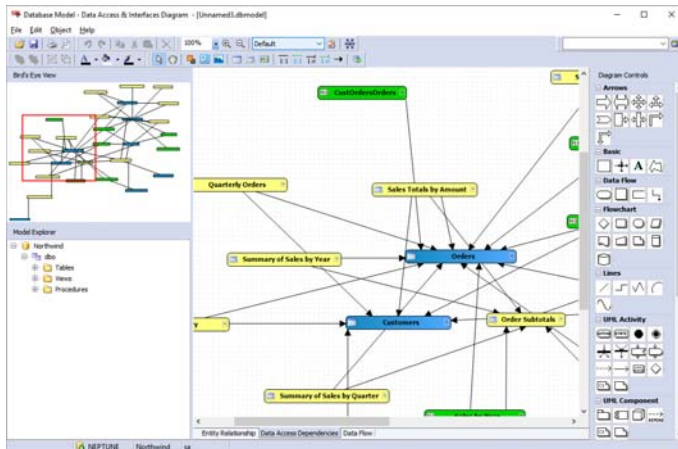 Database Model - Data Access & Interfaces Diagram - [Unnamed3.dbmodel]
File Edit Object Help
100%
Default
Bird's Eye View
Model Explorer
Northwind
dbo
Tables
Views
Procedures
CustOrdersOrders
Quarterly Orders
Sales Totals by Amount
Summary of Sales by Year
Orders
Customers
Order Subtotals
Summary of Sales by Quarter
Entity Relationship Data Access Dependencies Data Flow
Diagram Controls
Arrows
Basic
A
Data Flow
Flowchart
Lines
UML Activity
UML Component
NEPTUNE Northwind sa